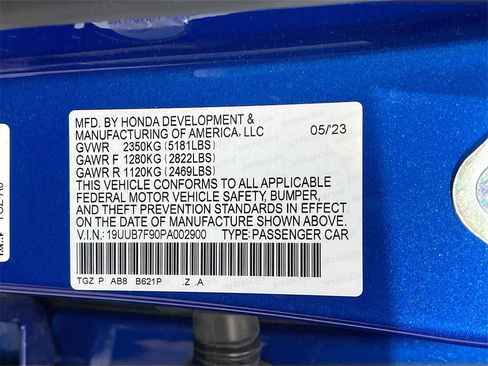 MFD. BY HONDA DEVELOPMENT &
MANUFACTURING OF AMERICA, LLC 05/23
GVWR 2350KG (5181LBS)
GAWR F 1280KG (2822LBS)
GAWR R 1120KG (2469LBS)
THIS VEHICLE CONFORMS TO ALL APPLICABLE
FEDERAL MOTOR VEHICLE SAFETY, BUMPER,
AND THEFT PREVENTION STANDARDS IN EFFECT
ON THE DATE OF MANUFACTURE SHOWN ABOVE.
V.I.N.: 19UUB7F90PA002900 TYPE: PASSENGER CAR
TGZ P AB8 B621P .Z .A